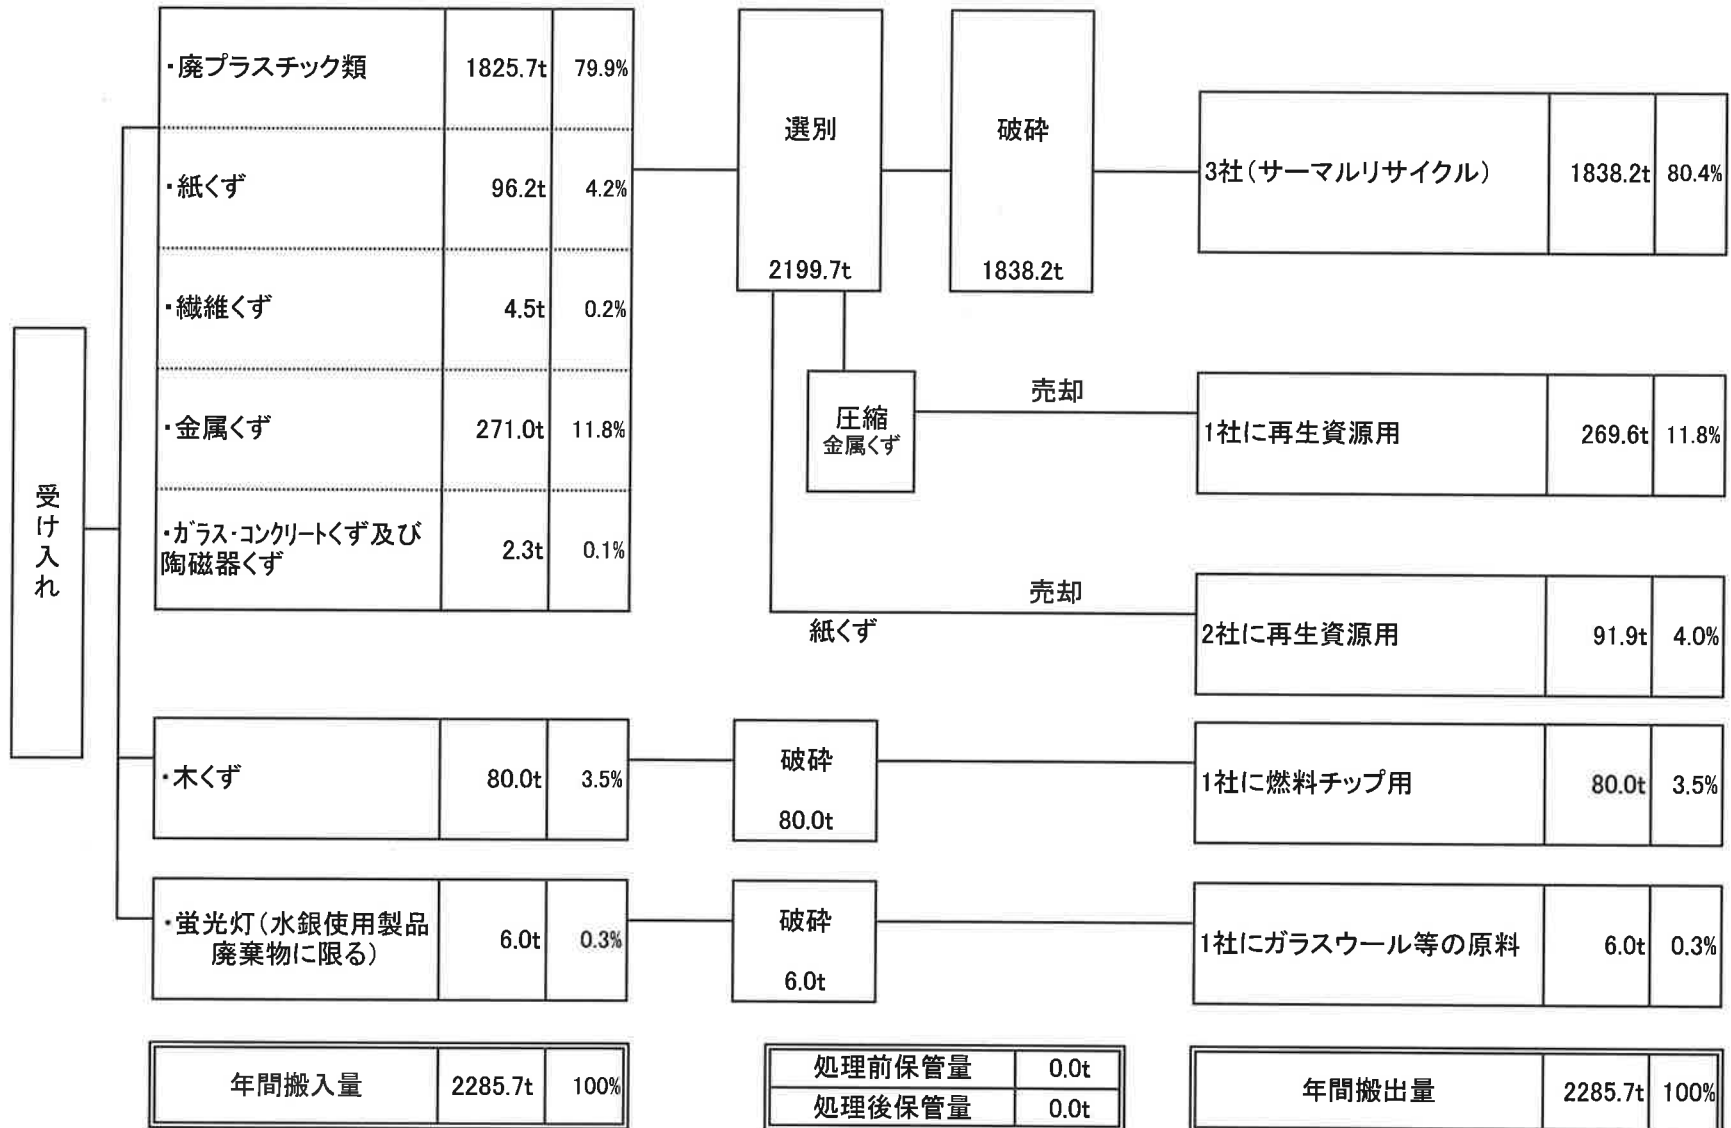 受け入れ
・廃プラスチック類 1825.7t 79.9%
・紙くず 96.2t 4.2%
・繊維くず 4.5t 0.2%
・金属くず 271.0t 11.8%
・ガラス・コンクリートくず及び
陶磁器くず 2.3t 0.1%
選別
2199.7t
破砕
1838.2t
3社(サーマルリサイクル) 1838.2t 80.4%
圧縮
金属くず
売却
1社に再生資源用 269.6t 11.8%
売却
紙くず
2社に再生資源用 91.9t 4.0%
・木くず 80.0t 3.5%
破砕
80.0t
1社に燃料チップ用 80.0t 3.5%
・蛍光灯(水銀使用製品
廃棄物に限る) 6.0t 0.3%
破砕
6.0t
1社にガラスウール等の原料 6.0t 0.3%
年間搬入量 2285.7t 100%
処理前保管量 0.0t
処理後保管量 0.0t
年間搬出量 2285.7t 100%